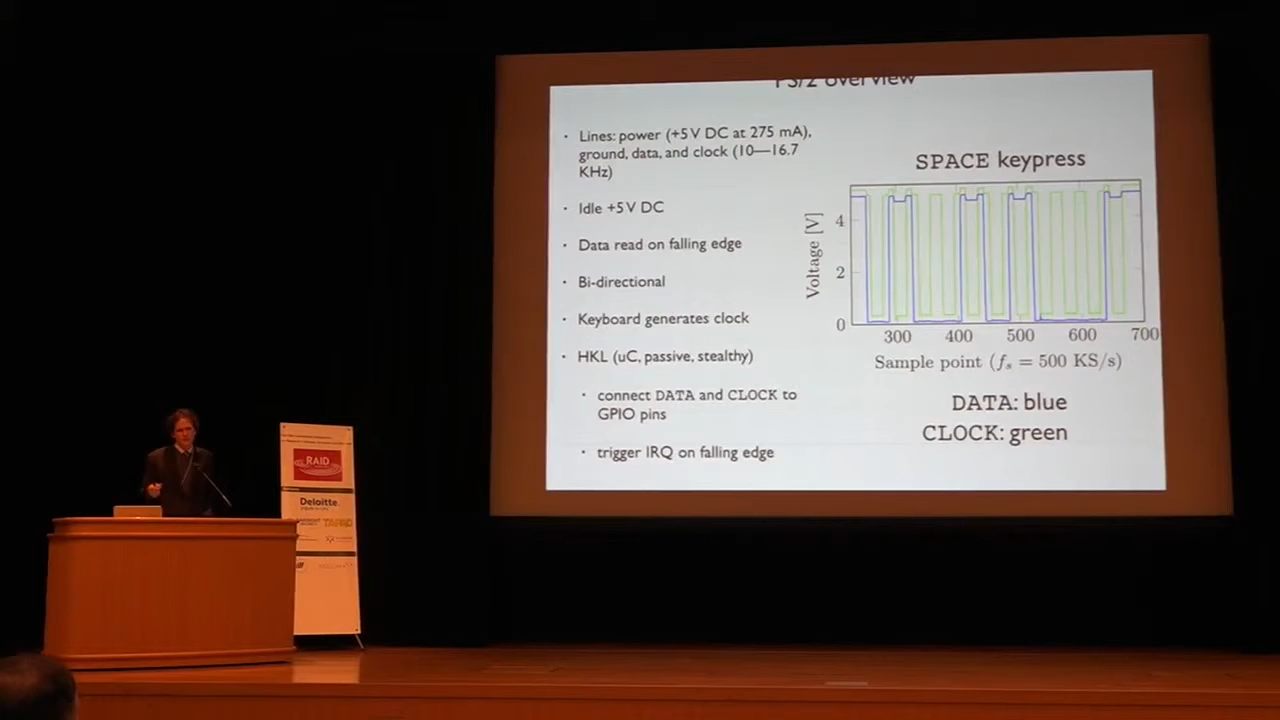 PS/2 overview
· Lines: power (+5 V DC at 275 mA),
ground, data, and clock (10—16.7
KHz)
· Idle +5 V DC
· Data read on falling edge
· Bi-directional
· Keyboard generates clock
· HKL (uC, passive, stealthy)
· connect DATA and CLOCK to
GPIO pins
· trigger IRQ on falling edge
SPACE keypress
Voltage [V]
4
2
0
300 400 500 600 700
Sample point (fs = 500 KS/s)
DATA: blue
CLOCK: green
RAID
Deloitte.